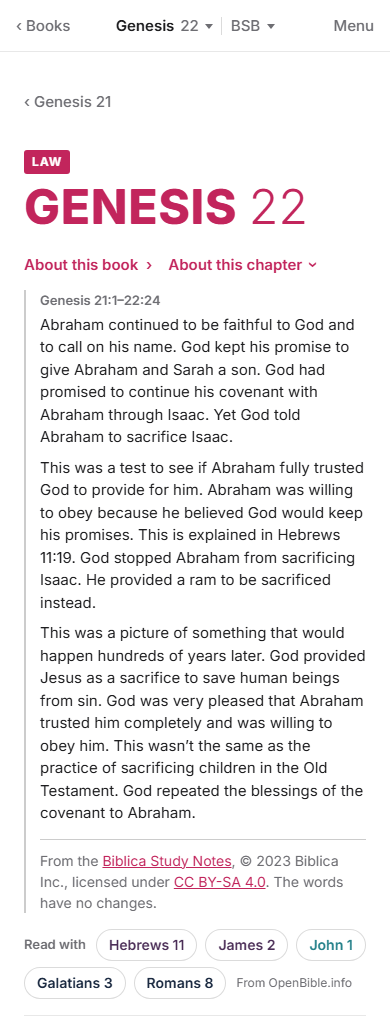 ‹ Books Genesis 22 BSB Menu
‹ Genesis 21
LAW
GENESIS 22
About this book › About this chapter
Genesis 21:1–22:24
Abraham continued to be faithful to God and
to call on his name. God kept his promise to
give Abraham and Sarah a son. God had
promised to continue his covenant with
Abraham through Isaac. Yet God told
Abraham to sacrifice Isaac.
This was a test to see if Abraham fully trusted
God to provide for him. Abraham was willing
to obey because he believed God would keep
his promises. This is explained in Hebrews
11:19. God stopped Abraham from sacrificing
Isaac. He provided a ram to be sacrificed
instead.
This was a picture of something that would
happen hundreds of years later. God provided
Jesus as a sacrifice to save human beings
from sin. God was very pleased that Abraham
trusted him completely and was willing to
obey him. This wasn’t the same as the
practice of sacrificing children in the Old
Testament. God repeated the blessings of the
covenant to Abraham.
From the Biblica Study Notes, © 2023 Biblica
Inc., licensed under CC BY-SA 4.0. The words
have no changes.
Read with Hebrews 11 James 2 John 1
Galatians 3 Romans 8 From OpenBible.info